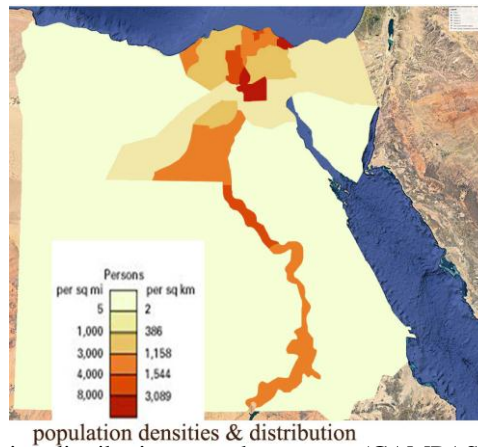 Persons
per sq mi per sq km
5 2
1,000 386
3,000 1,158
4,000 1,544
8,000 3,089
population densities & distribution